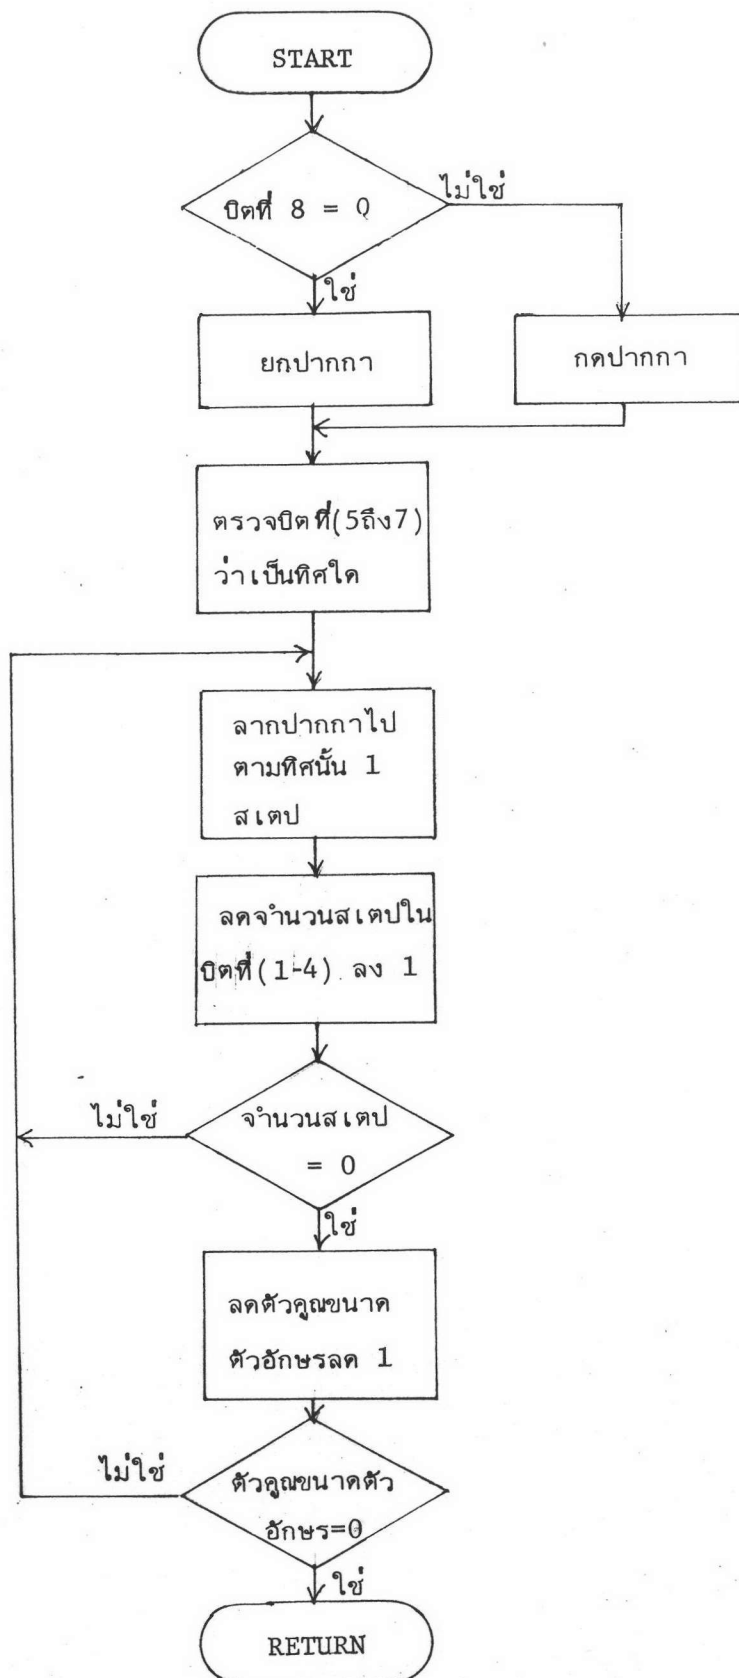 START
บิตที่ 8 = 0
ไม่ใช่
ใช่
ยกปากกา
กดปากกา
ตรวจบิตที่(5ถึง7)
ว่าเป็นทิศใด
ลากปากกาไป
ตามทิศนั้น 1
สเตป
ลดจำนวนสเตปใน
บิตที่(1-4) ลง 1
ไม่ใช่
จำนวนสเตป
= 0
ใช่
ลดตัวคูณขนาด
ตัวอักษรลด 1
ไม่ใช่
ตัวคูณขนาดตัว
อักษร=0
ใช่
RETURN